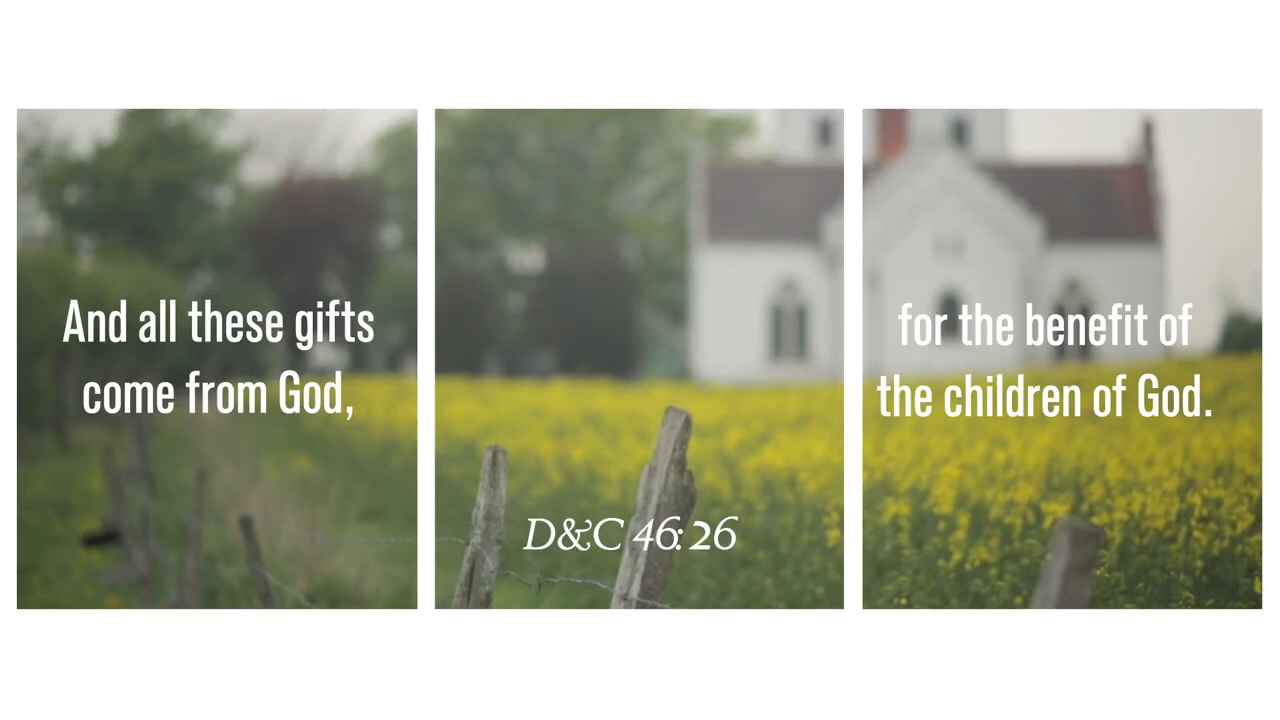 And all these gifts
come from God,
for the benefit of
the children of God.
D&C 46:26